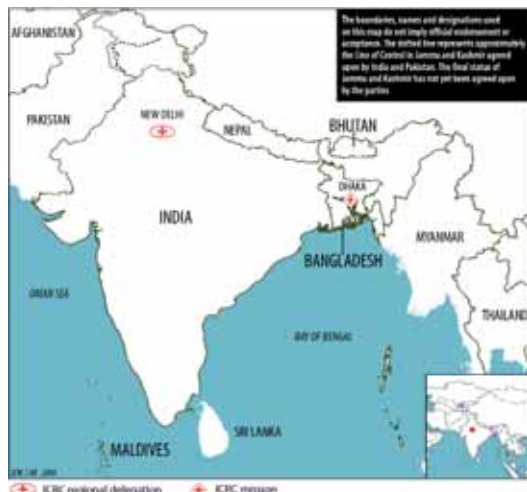 The boundaries, names and designations used
on this map do not imply official endorsement or
acceptance. The dotted line represents approximately
the Line of Control in Jammu and Kashmir agreed
upon by India and Pakistan. The final status of
Jammu and Kashmir has not yet been agreed upon
by the parties
AFGHANISTAN
PAKISTAN
NEW DELHI
NEPAL
BHUTAN
DHAKA
INDIA
MYANMAR
BANGLADESH
OMAN SEA
THAILAND
BAY OF BENGAL
SRI LANKA
MALDIVES
ICRC regional delegation
ICRC mission